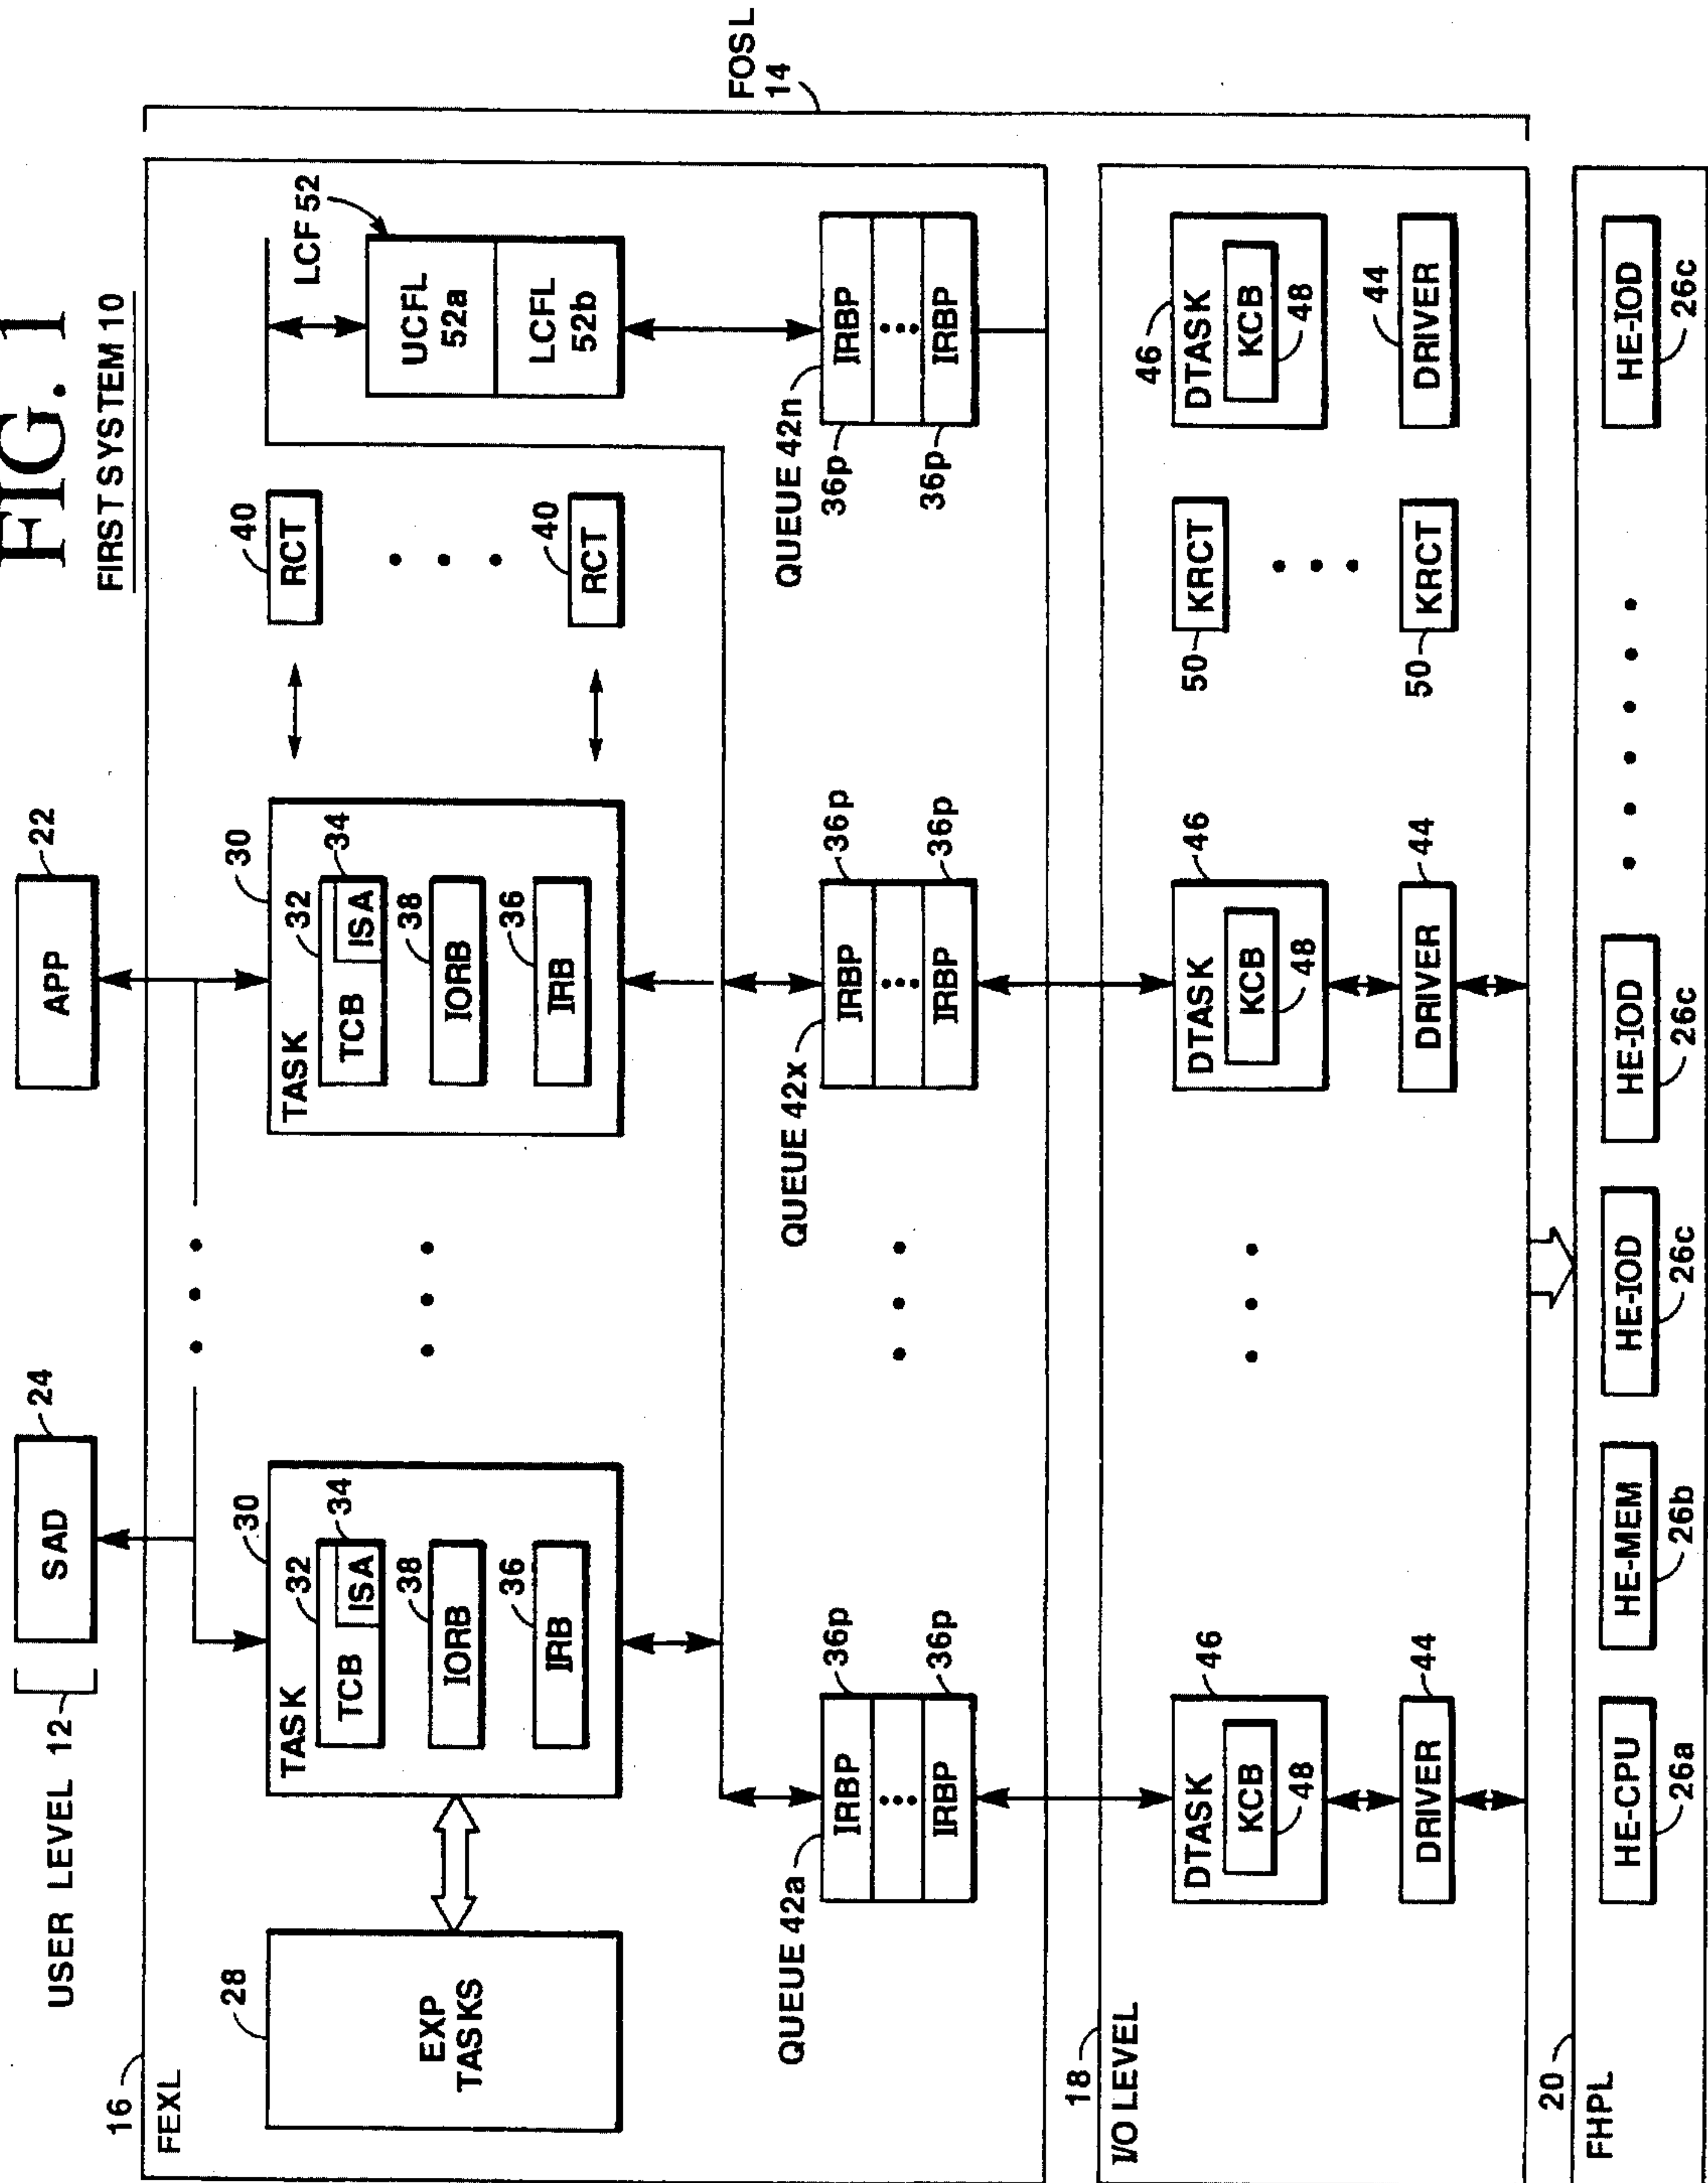 FIG. 1
FIRST SYSTEM 10
USER LEVEL 12
SAD
24
APP
22
16
FEXL
FOSL
14
28
EXP
TASKS
30
TASK
32
TCB
34
ISA
38
IORB
36
IRB
30
TASK
32
TCB
34
ISA
38
IORB
36
IRB
40
RCT
40
RCT
LCF 52
UCFL
52a
LCFL
52b
QUEUE 42a
IRBP
36p
IRBP
36p
QUEUE 42x
IRBP
36p
IRBP
36p
QUEUE 42n
IRBP
36p
IRBP
36p
18
I/O LEVEL
DTASK
46
KCB
48
DRIVER
44
DTASK
46
KCB
48
DRIVER
44
50
KRCT
50
KRCT
46
DTASK
KCB
48
44
DRIVER
20
FHPL
HE-CPU
26a
HE-MEM
26b
HE-IOD
26c
HE-IOD
26c
HE-IOD
26c